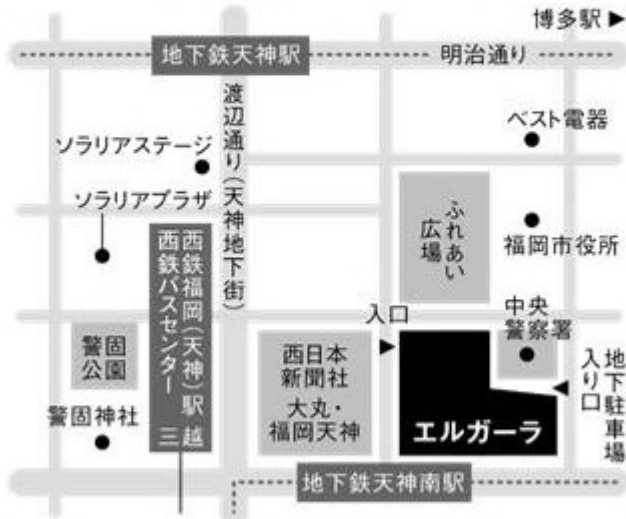 博多駅▶
地下鉄天神駅
明治通り
渡辺通り(天神地下街)
ソラリアステージ
ベスト電器
ソラリアプラザ
ふれあい
広場
福岡市役所
西鉄福岡(天神)駅
西鉄バスセンター
三越
入口
中央
警察署
警固
公園
西日本
新聞社
大丸・
福岡天神
地下駐車場
入り口
エルガーラ
警固神社
地下鉄天神南駅